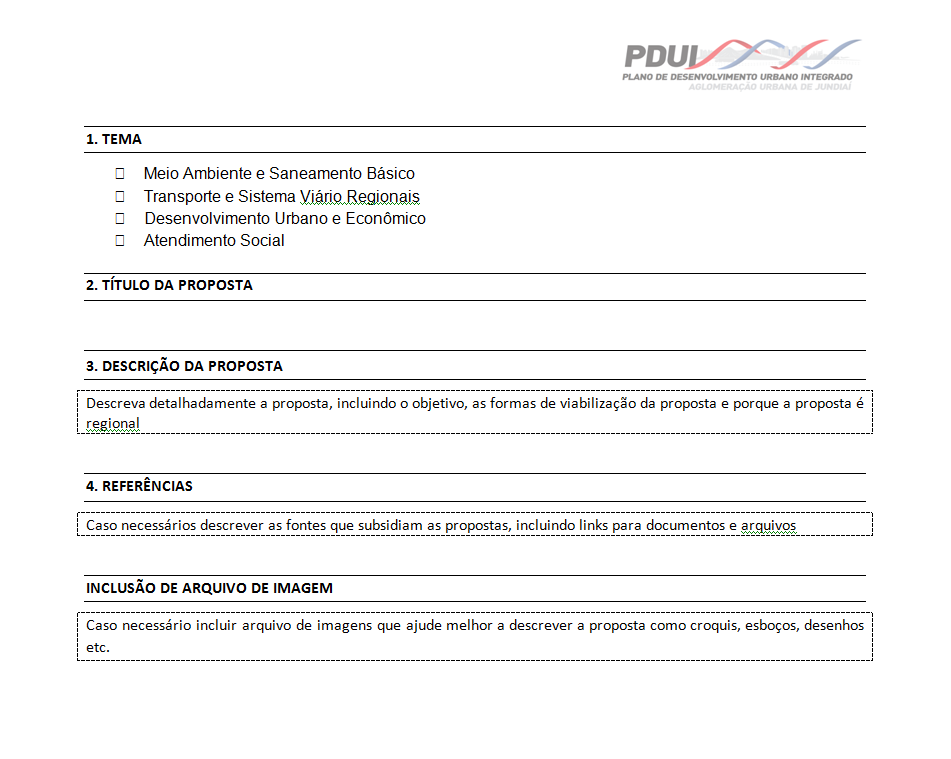 PDUI
PLANO DE DESENVOLVIMENTO URBANO INTEGRADO
AGLOMERAÇÃO URBANA DE JUNDIAÍ
1. TEMA
Meio Ambiente e Saneamento Básico
Transporte e Sistema Viário Regionais
Desenvolvimento Urbano e Econômico
Atendimento Social
2. TÍTULO DA PROPOSTA
3. DESCRIÇÃO DA PROPOSTA
Descreva detalhadamente a proposta, incluindo o objetivo, as formas de viabilização da proposta e porque a proposta é
regional
4. REFERÊNCIAS
Caso necessários descrever as fontes que subsidiam as propostas, incluindo links para documentos e arquivos
INCLUSÃO DE ARQUIVO DE IMAGEM
Caso necessário incluir arquivo de imagens que ajude melhor a descrever a proposta como croquis, esboços, desenhos
etc.